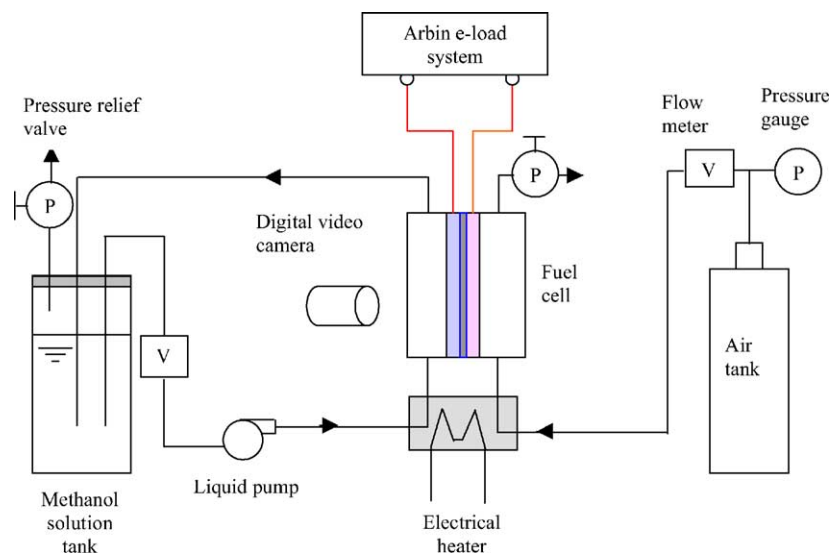 Arbin e-load
system
Pressure relief
valve
Flow
meter
Pressure
gauge
P
P
V
P
Digital video
camera
Fuel
cell
V
Air
tank
Liquid pump
Methanol
solution
tank
Electrical
heater